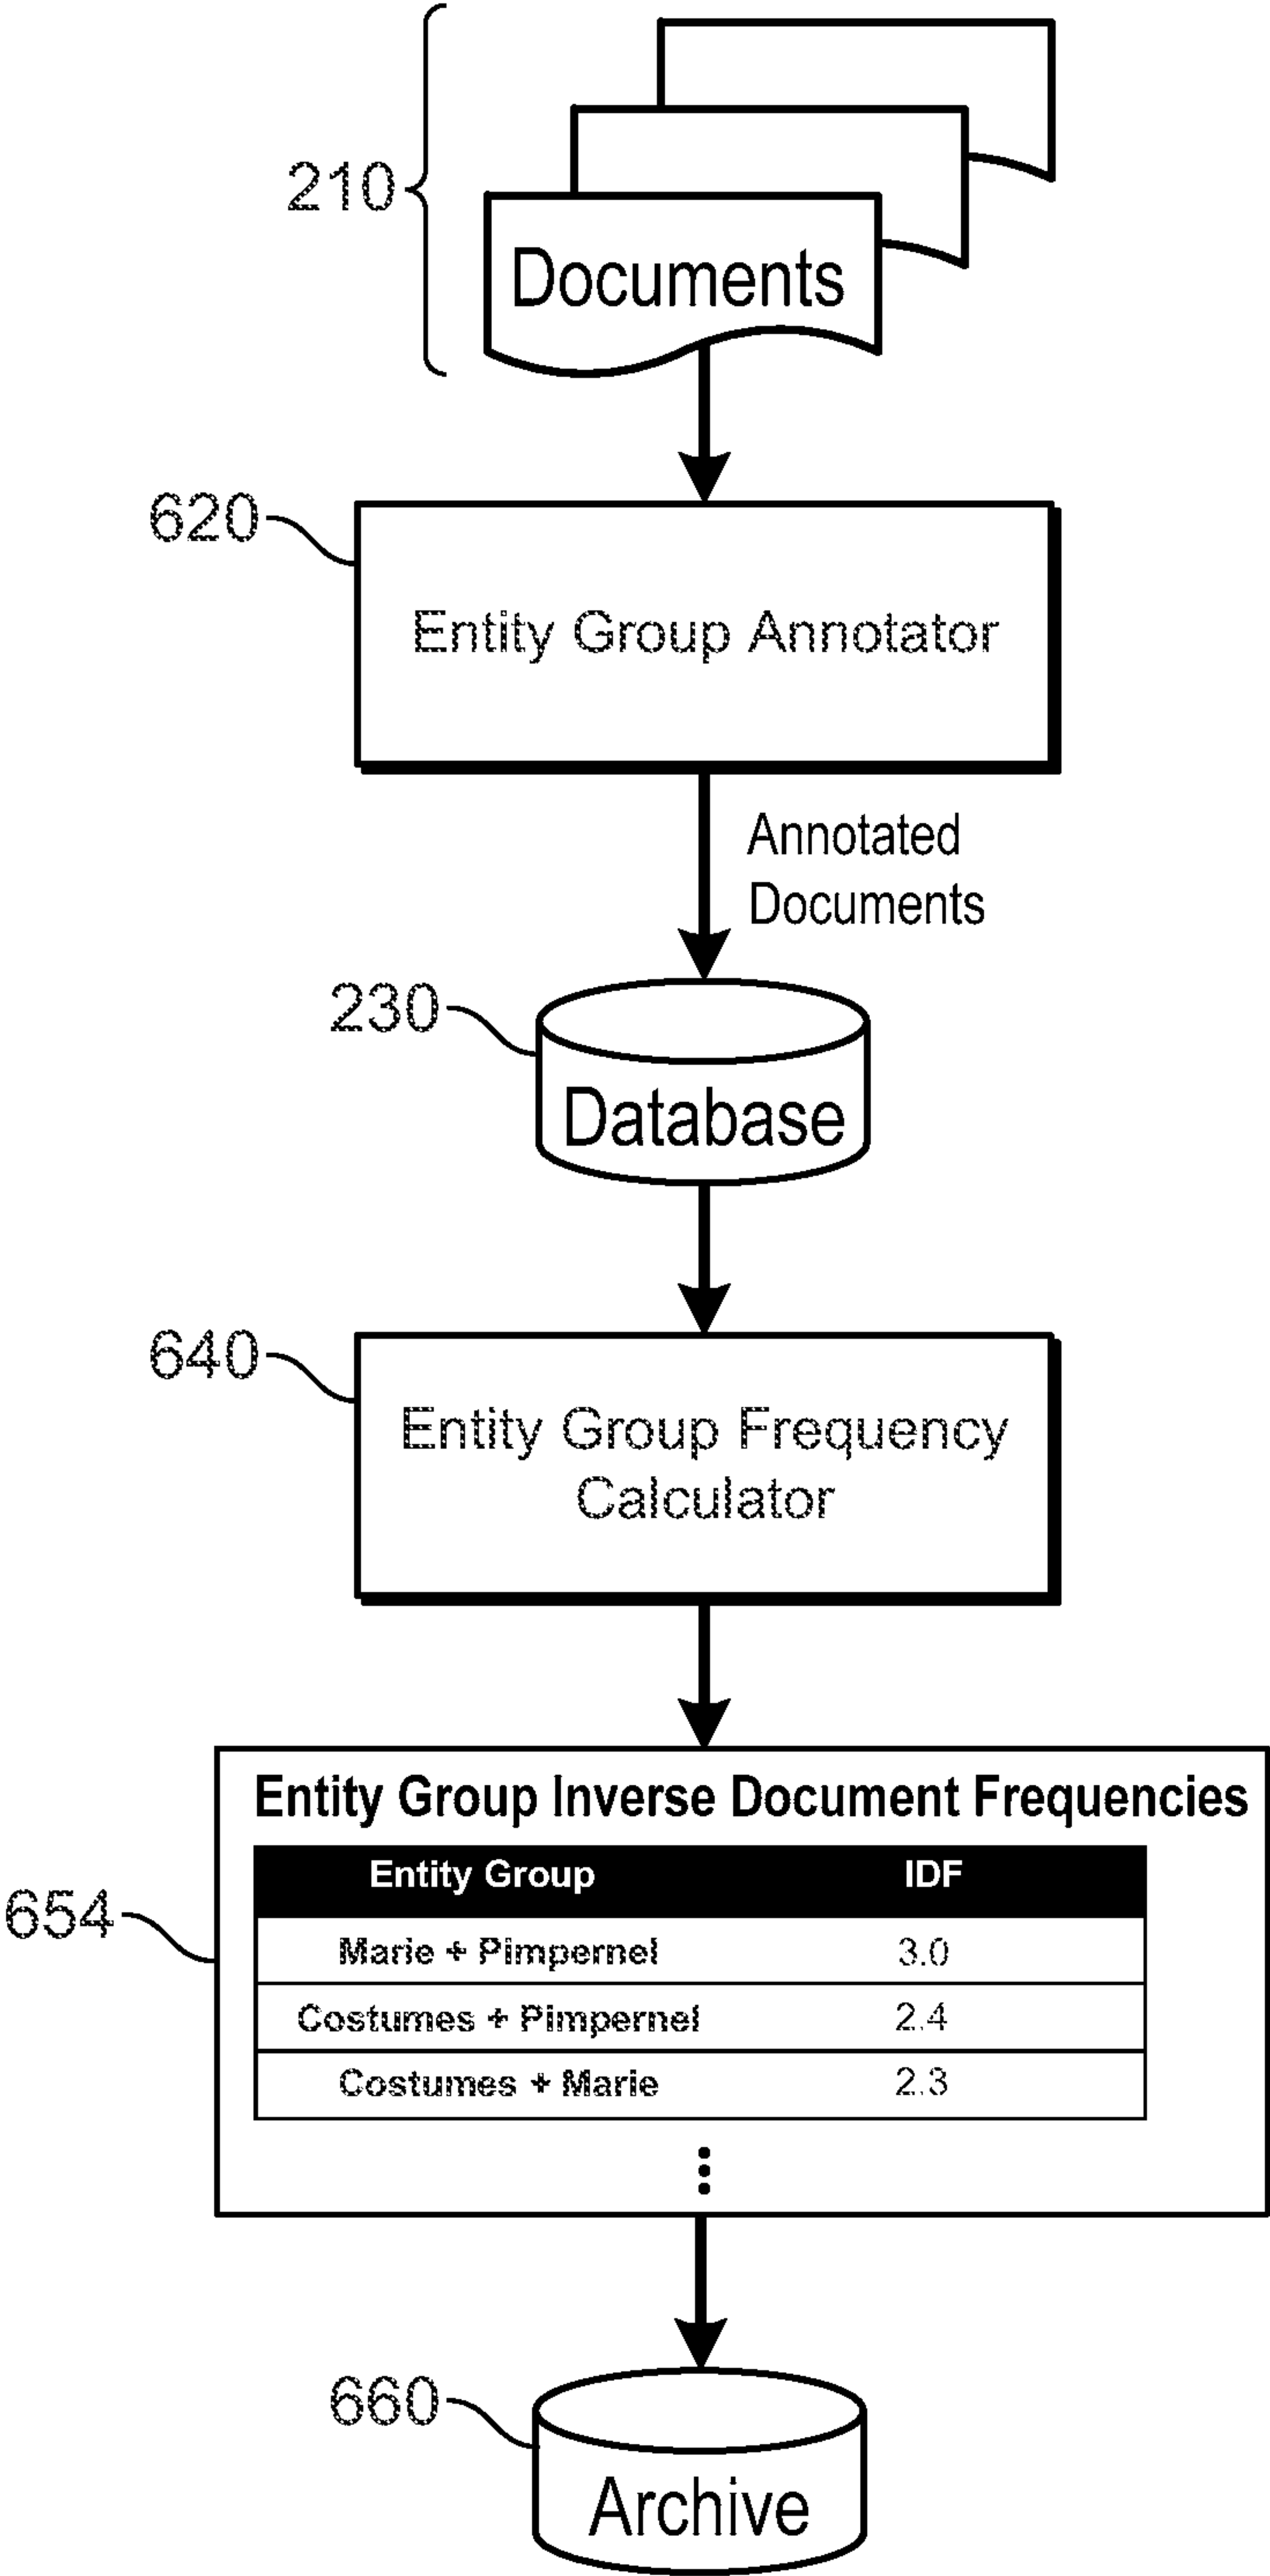 210
Documents
620
Entity Group Annotator
Annotated
Documents
230
Database
640
Entity Group Frequency
Calculator
Entity Group Inverse Document Frequencies
Entity Group IDF
654
Marie + Pimpernel 3.0
Costumes + Pimpernel 2.4
Costumes + Marie 2.3
660
Archive